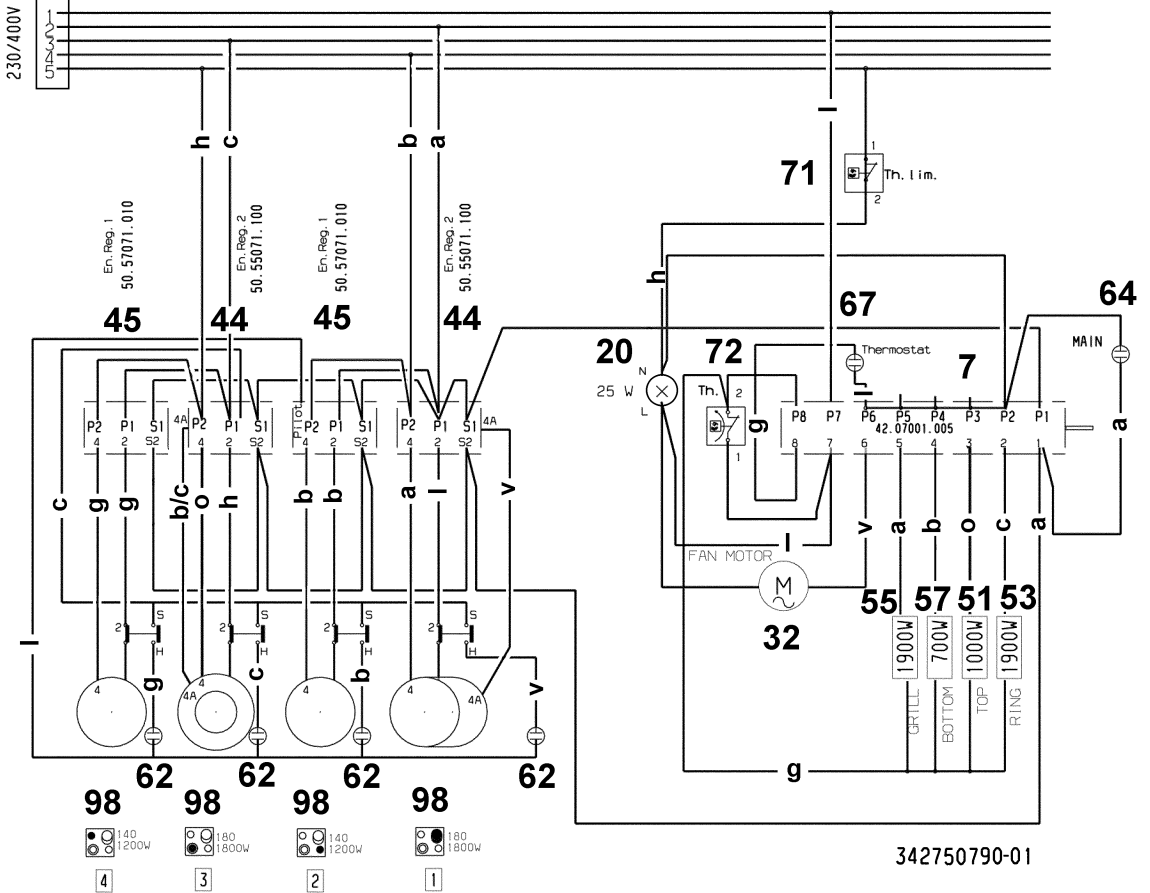 230/400V
1
2
3
4
5
h
c
b
a
l
71
1
Th. lim.
2
En. Reg. 1
50.57071.010
En. Reg. 2
50.55071.100
En. Reg. 1
50.57071.010
En. Reg. 2
50.55071.100
h
45
44
45
44
67
64
MAIN
20
72
Thermostat
7
N
25 W
L
Th.
2
1
g
l
P2
P1
S1
4A
P2
P1
S1
Pilot
P2
P1
S1
P2
P1
S1
4A
4
2
S2
4
2
S2
4
2
S2
4
2
S2
P8
P7
P6
P5
P4
P3
P2
P1
42.07001.005
8
7
6
5
4
3
2
1
a
c
g
g
b/c
o
h
b
b
a
l
v
v
a
b
o
c
a
FAN MOTOR
l
M
32
55
57
51
53
1900W
700W
1000W
1900W
GRILL
BOTTOM
TOP
RING
g
l
S
2
H
S
2
H
S
2
H
S
2
H
g
c
b
v
4
4
4A
4
4
4A
62
62
62
62
98
98
98
98
140
1200W
180
1800W
140
1200W
180
1800W
4
3
2
1
342750790-01